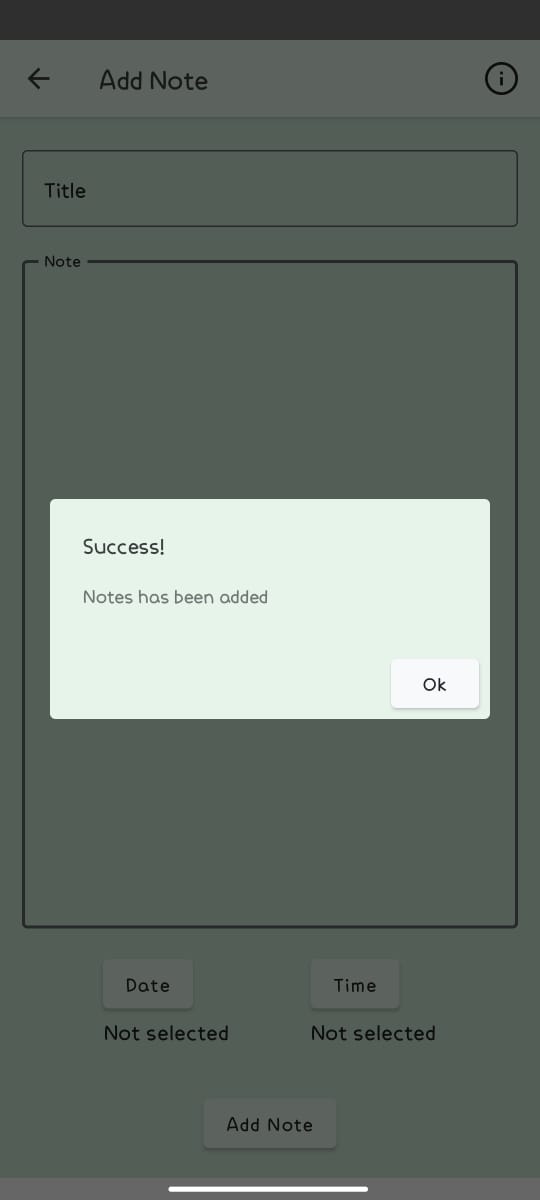 Add Note
Title
Note
Success!
Notes has been added
Ok
Date
Time
Not selected
Not selected
Add Note